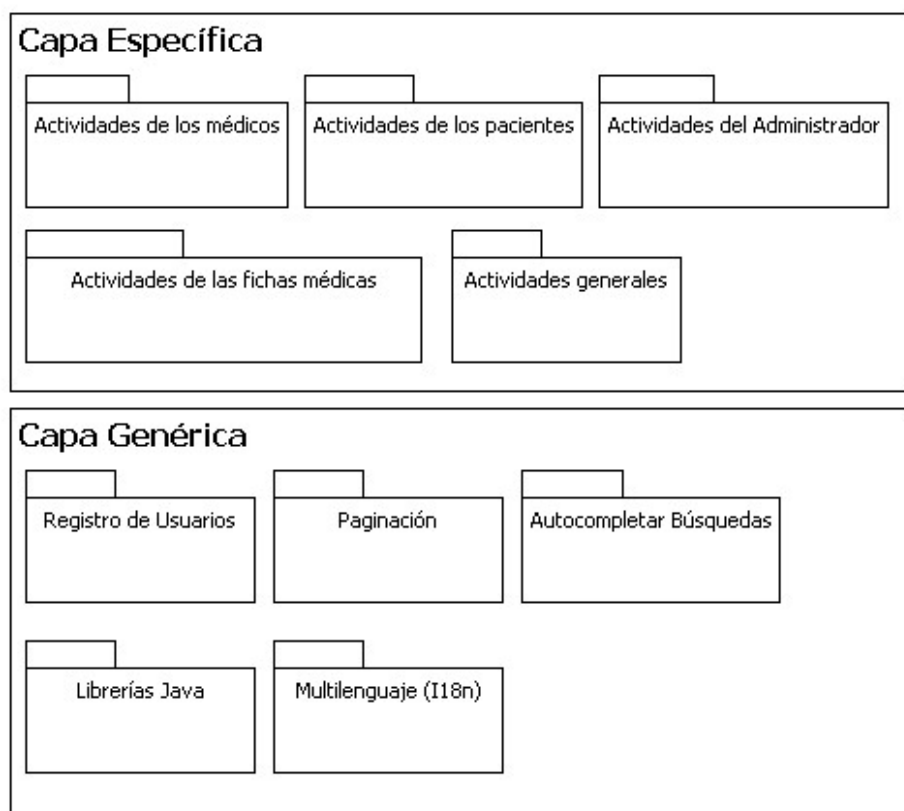 Capa Específica
Actividades de los médicos
Actividades de los pacientes
Actividades del Administrador
Actividades de las fichas médicas
Actividades generales
Capa Genérica
Registro de Usuarios
Paginación
Autocompletar Búsquedas
Librerías Java
Multilenguaje (I18n)